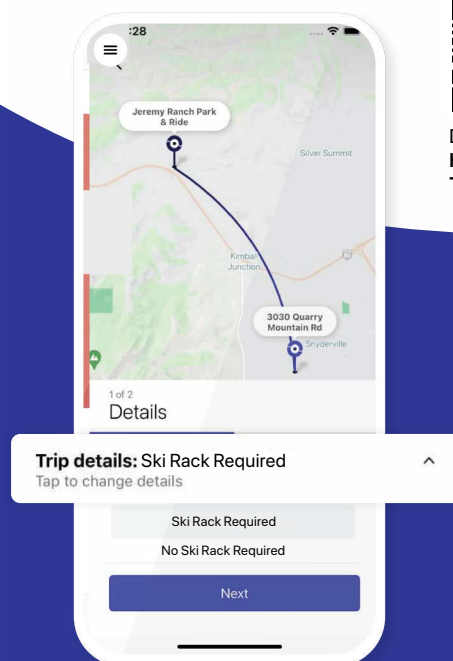 :28
Jeremy Ranch Park
& Ride
Silver Summit
Kimball
Junction
3030 Quarry
Mountain Rd
Snyderville
1 of 2
Details
Trip details: Ski Rack Required
Tap to change details
Ski Rack Required
No Ski Rack Required
Next